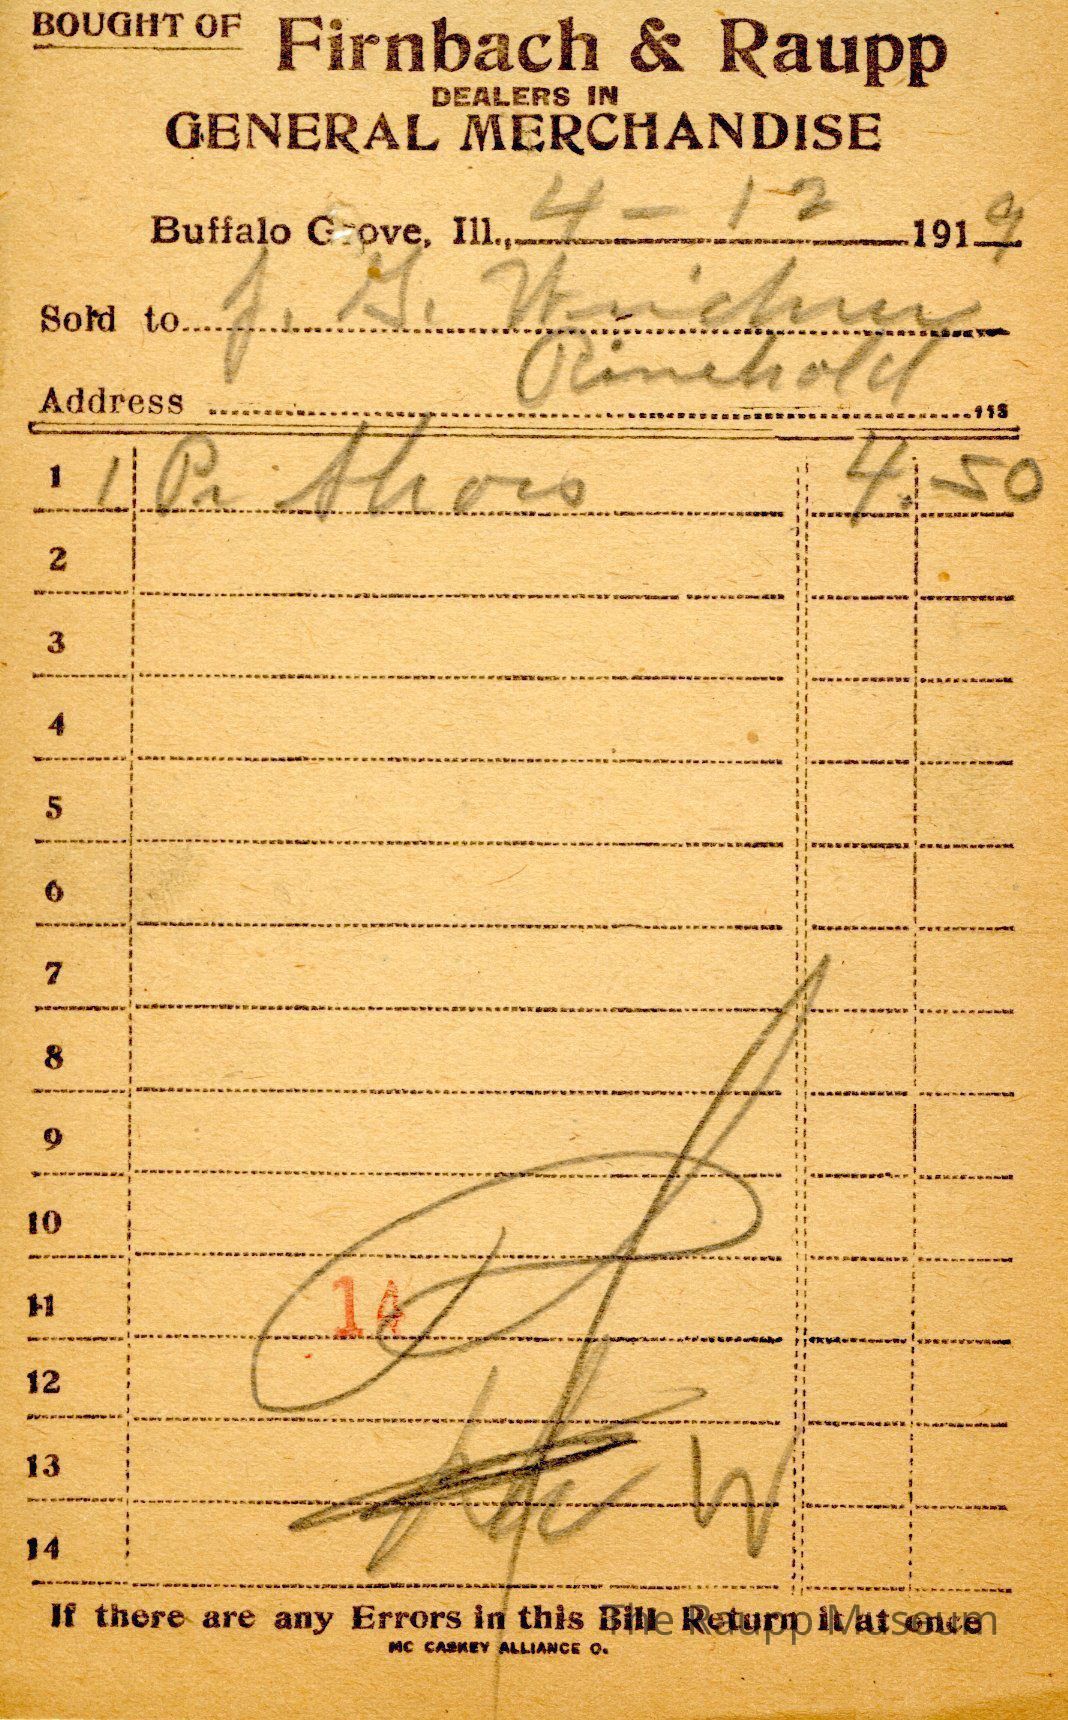 BOUGHT OF Firnbach & Raupp
DEALERS IN
GENERAL MERCHANDISE
Buffalo Grove, Ill., 4-12 1919
Sold to J. G.
Rinehold
Address
1 1 Pr Shoes 4.50
2
3
4
5
6
7
8
9
10
11 14
12
13
14
If there are any Errors in this Bill Return it at once
The Raupp Museum
MC CASKEY ALLIANCE O.